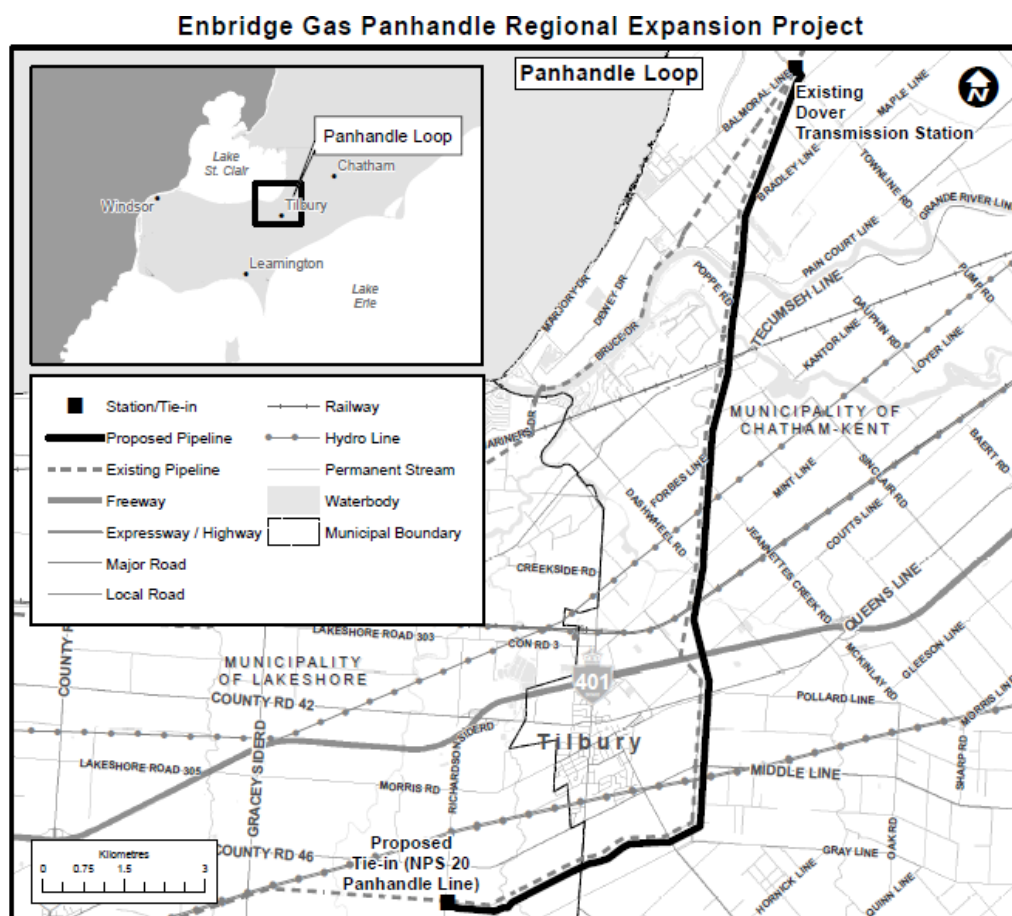 Enbridge Gas Panhandle Regional Expansion Project
Panhandle Loop
N
Existing
Dover
Transmission Station
Panhandle Loop
Lake
St. Clair
Chatham
Windsor
Tilbury
Leamington
Lake
Erie
Station/Tie-in
Proposed Pipeline
Existing Pipeline
Freeway
Expressway / Highway
Major Road
Local Road
Railway
Hydro Line
Permanent Stream
Waterbody
Municipal Boundary
BALMORAL LINE
MAPLE LINE
BRADLEY LINE
TOWNLINE RD
GRANDE RIVER LINE
PAIN COURT LINE
POPPE RD
TECUMSEH LINE
PUMP RD
DAUPHIN RD
KANTOR LINE
LOYER LINE
MARJORY DR
DEWEY DR
BRUCE DR
MARINERS DR
MUNICIPALITY OF
CHATHAM-KENT
FORBES LINE
DASHWHEEL RD
MINT LINE
SINCLAIR RD
BAERT RD
COUTTS LINE
JEANNETTES CREEK RD
QUEENS LINE
CREEKSIDE RD
LAKESHORE ROAD 303
CON RD 3
MCKINLAY RD
GLEESON LINE
MUNICIPALITY
OF LAKESHORE
COUNTY RD 42
401
POLLARD LINE
MORRIS LINE
Tilbury
RICHARDSON SIDERD
GRACEY SIDERD
LAKESHORE ROAD 305
MORRIS RD
MIDDLE LINE
SHARP RD
COUNTY RD 46
OAK RD
GRAY LINE
HORNICK LINE
QUINN LINE
Proposed
Tie-in (NPS 20
Panhandle Line)
Kilometres
0 0.75 1.5 3